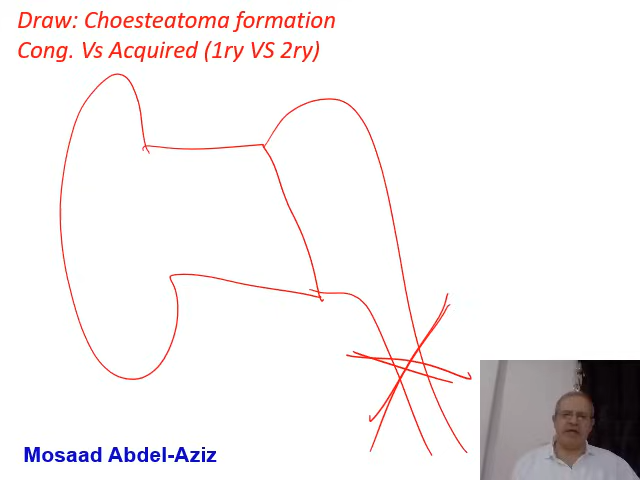 Draw: Choesteatoma formation
Cong. Vs Acquired (1ry VS 2ry)
Mosaad Abdel-Aziz